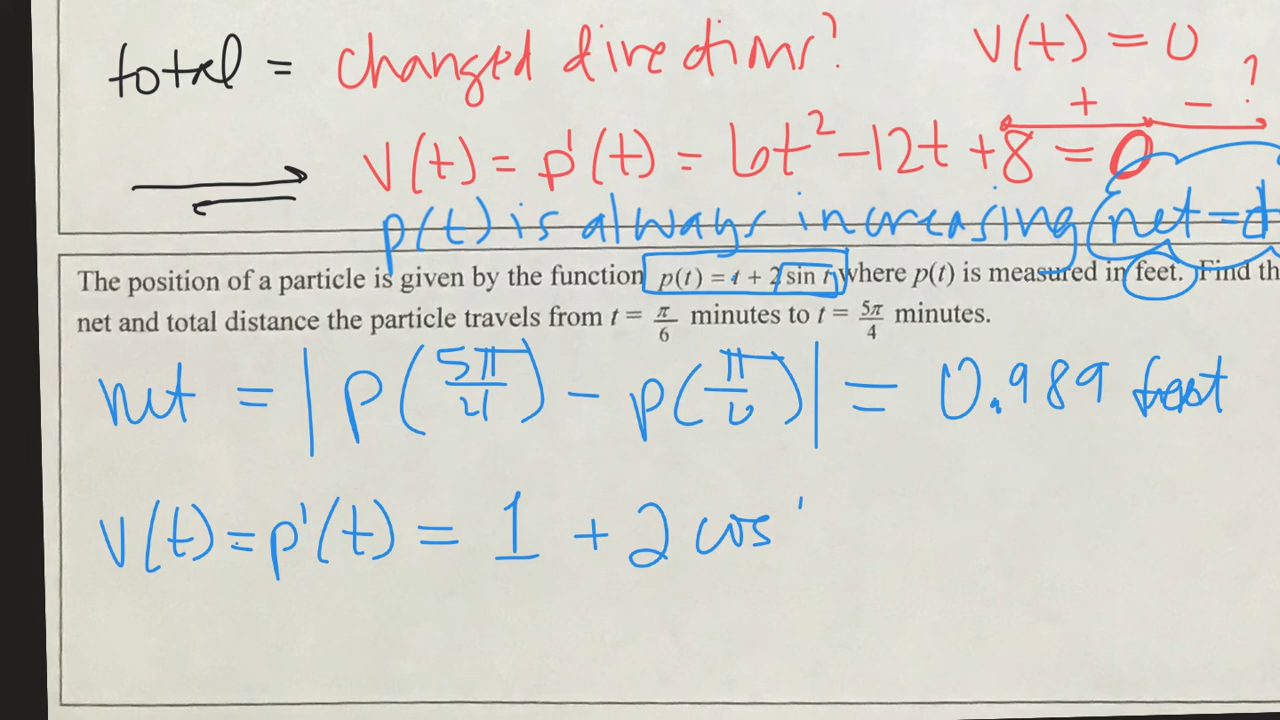 total = changed directions? v(t) = 0
+ - ?
v(t) = p'(t) = 6t² -12t +8 = 0
p(t) is always increasing (net = d
The position of a particle is given by the function p(t) = t + 2 sin t, where p(t) is measured in feet. Find th
net and total distance the particle travels from t = π/6 minutes to t = 5π/4 minutes.
net = | p(5π/4) - p(π/6) | = 0.989 feet
v(t) = p'(t) = 1 + 2 cos